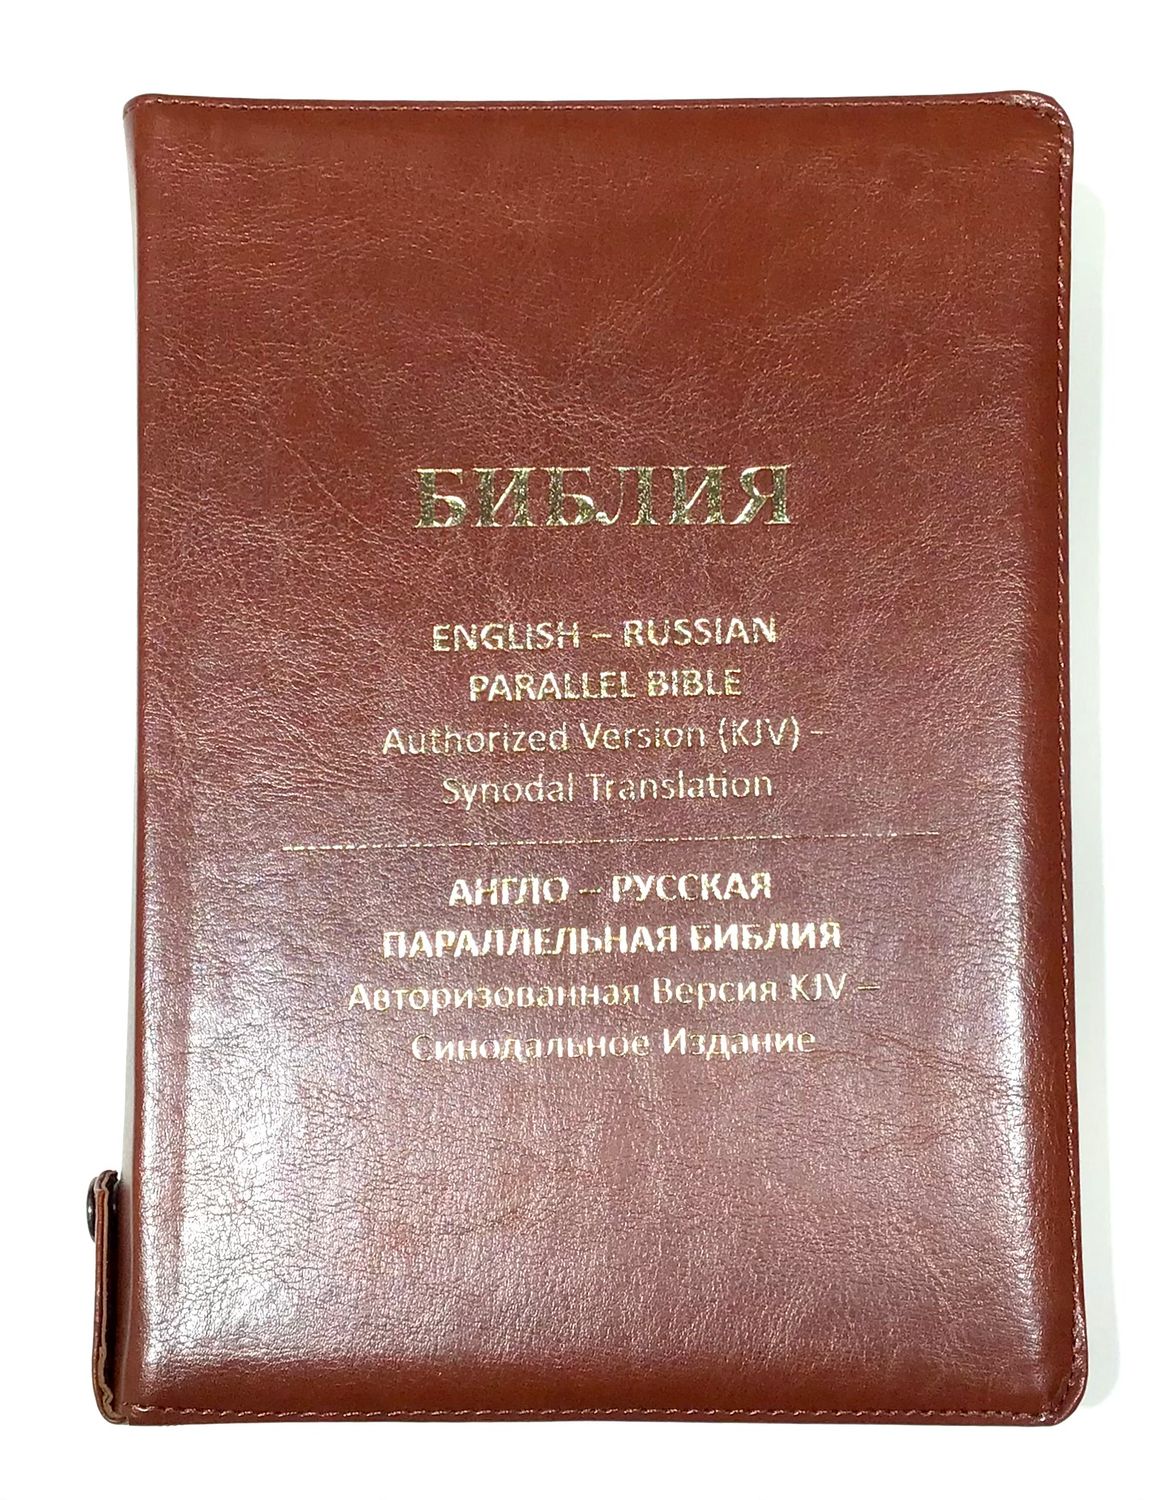 БИБЛИЯ
ENGLISH – RUSSIAN
PARALLEL BIBLE
Authorized Version (KJV) –
Synodal Translation
АНГЛО – РУССКАЯ
ПАРАЛЛЕЛЬНАЯ БИБЛИЯ
Авторизованная Версия KJV –
Синодальное Издание